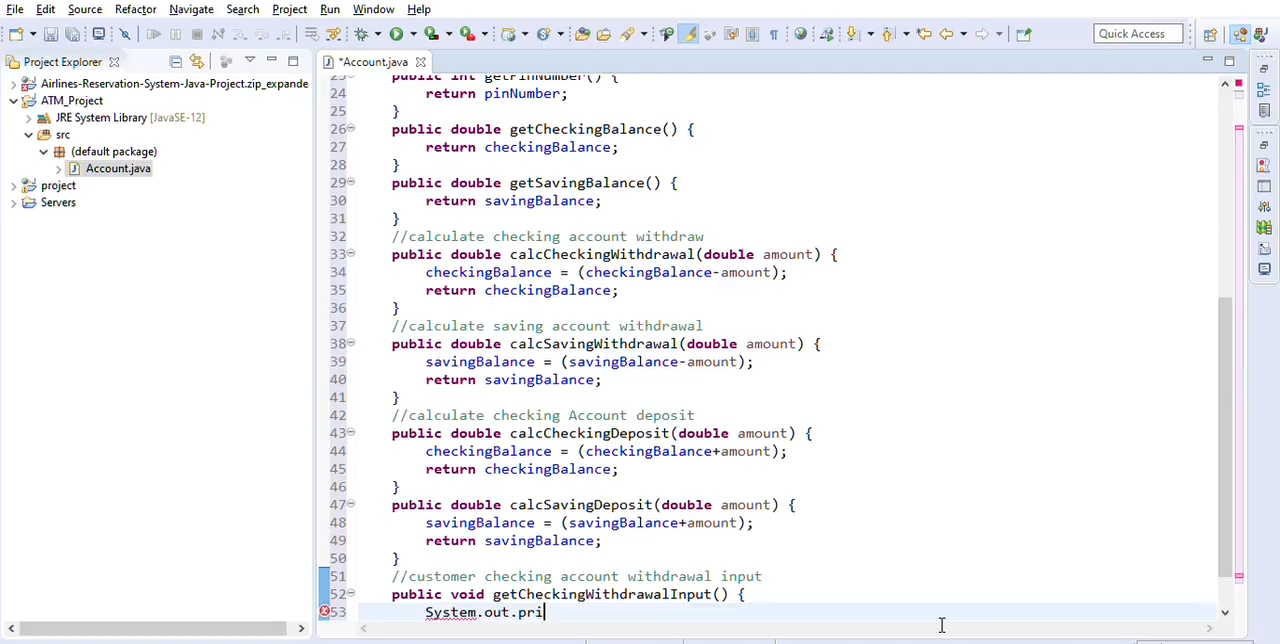 File Edit Source Refactor Navigate Search Project Run Window Help
Quick Access
Project Explorer
*Account.java
Airlines-Reservation-System-Java-Project.zip_expande
ATM_Project
JRE System Library [JavaSE-12]
src
(default package)
Account.java
project
Servers
25 public int getPinNumber() {
24 return pinNumber;
25 }
26 public double getCheckingBalance() {
27 return checkingBalance;
28 }
29 public double getSavingBalance() {
30 return savingBalance;
31 }
32 //calculate checking account withdraw
33 public double calcCheckingWithdrawal(double amount) {
34 checkingBalance = (checkingBalance-amount);
35 return checkingBalance;
36 }
37 //calculate saving account withdrawal
38 public double calcSavingWithdrawal(double amount) {
39 savingBalance = (savingBalance-amount);
40 return savingBalance;
41 }
42 //calculate checking Account deposit
43 public double calcCheckingDeposit(double amount) {
44 checkingBalance = (checkingBalance+amount);
45 return checkingBalance;
46 }
47 public double calcSavingDeposit(double amount) {
48 savingBalance = (savingBalance+amount);
49 return savingBalance;
50 }
51 //customer checking account withdrawal input
52 public void getCheckingWithdrawalInput() {
53 System.out.pri